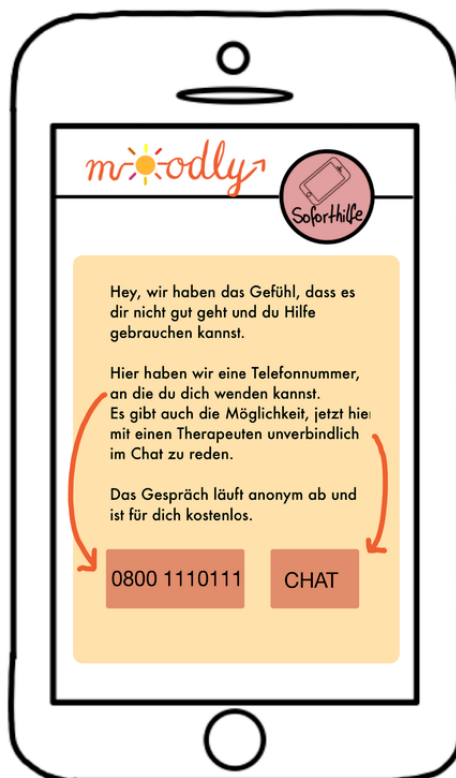 moodly
Soforthilfe
Hey, wir haben das Gefühl, dass es
dir nicht gut geht und du Hilfe
gebrauchen kannst.
Hier haben wir eine Telefonnummer,
an die du dich wenden kannst.
Es gibt auch die Möglichkeit, jetzt hier
mit einen Therapeuten unverbindlich
im Chat zu reden.
Das Gespräch läuft anonym ab und
ist für dich kostenlos.
0800 1110111
CHAT